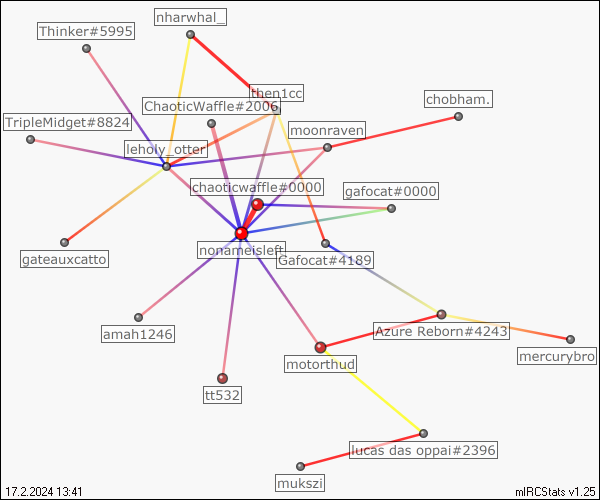 nharwhal_
Thinker#5995
then1cc
ChaoticWaffle#2006
chobham.
TripleMidget#8824
moonraven
leholy_otter
chaoticwaffle#0000
gafocat#0000
nonameisleft
gateauxcatto
Gafocat#4189
amah1246
Azure Reborn#4243
mercurybro
motorthud
tt532
lucas das oppai#2396
mukszi
17.2.2024 13:41
mIRCStats v1.25